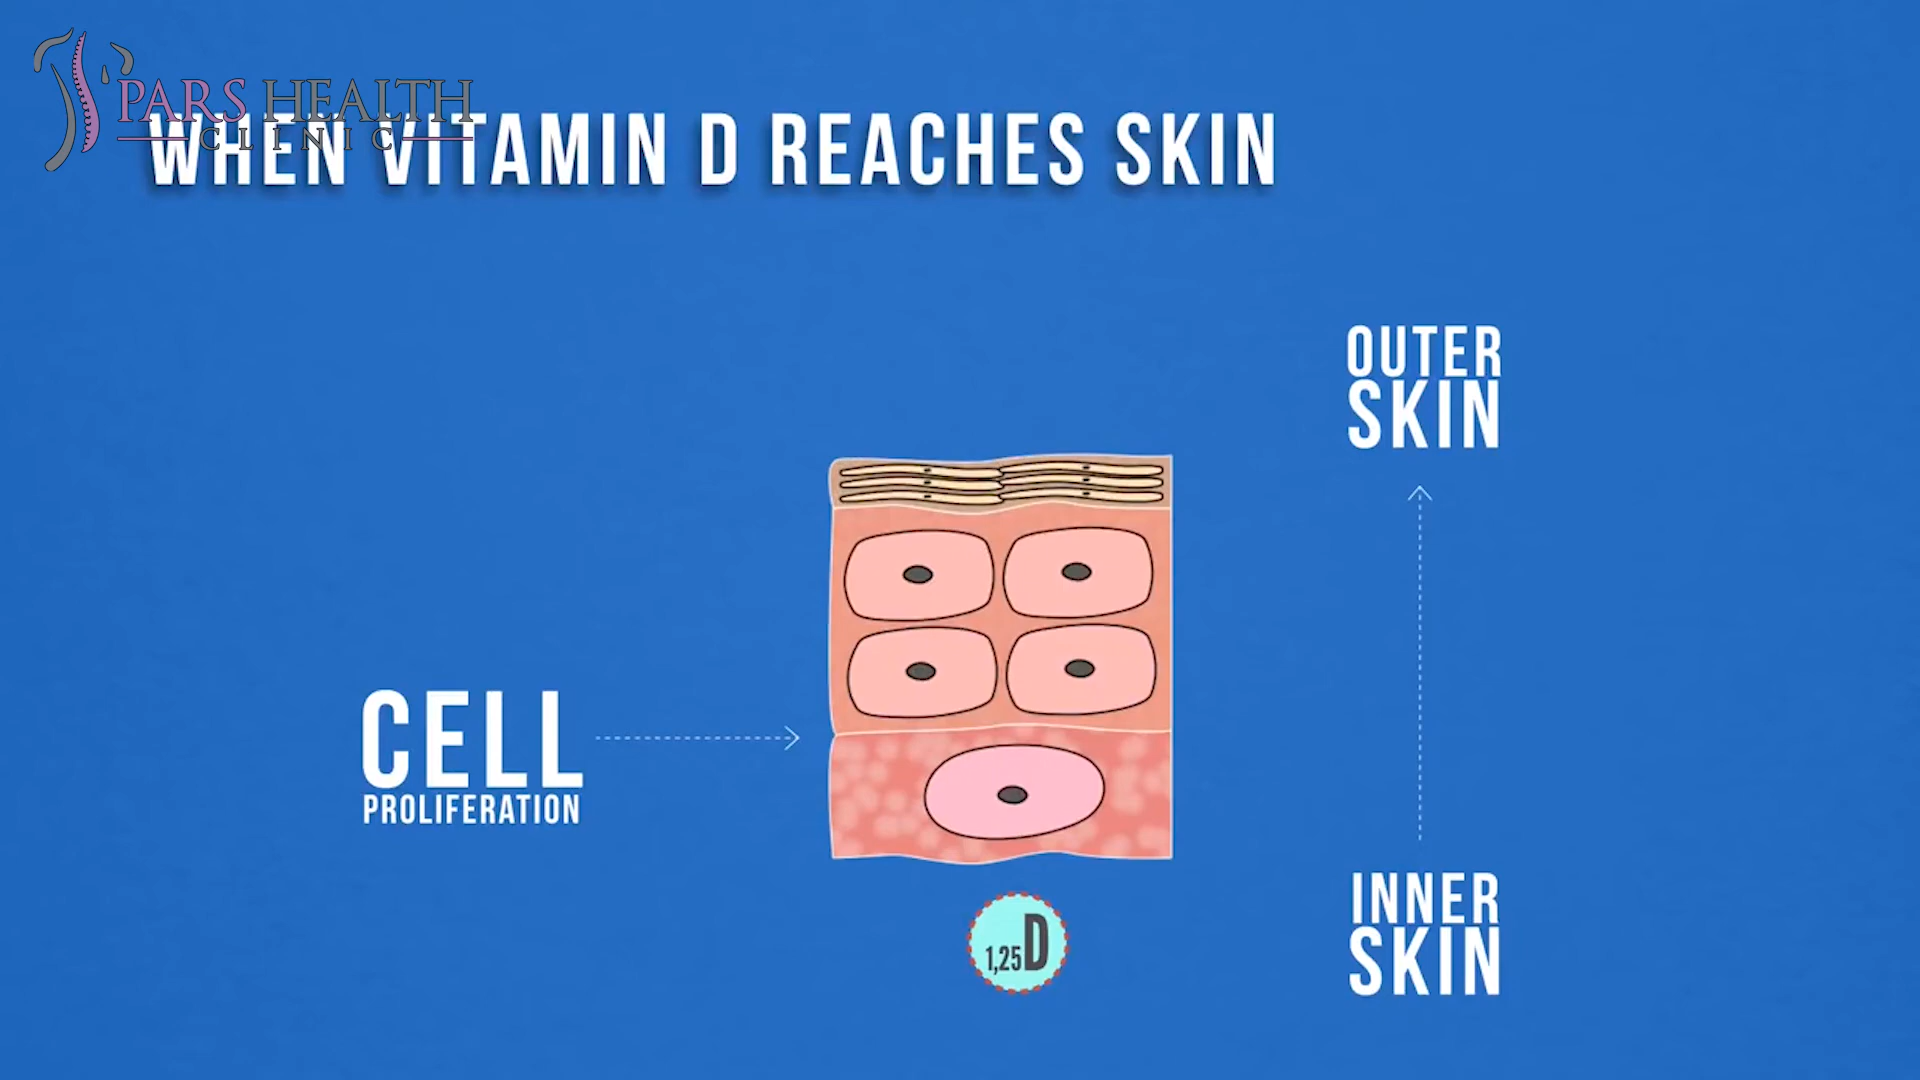 PARS HEALTH
CLINIC
WHEN VITAMIN D REACHES SKIN
OUTER
SKIN
CELL
PROLIFERATION
INNER
SKIN
1,25D